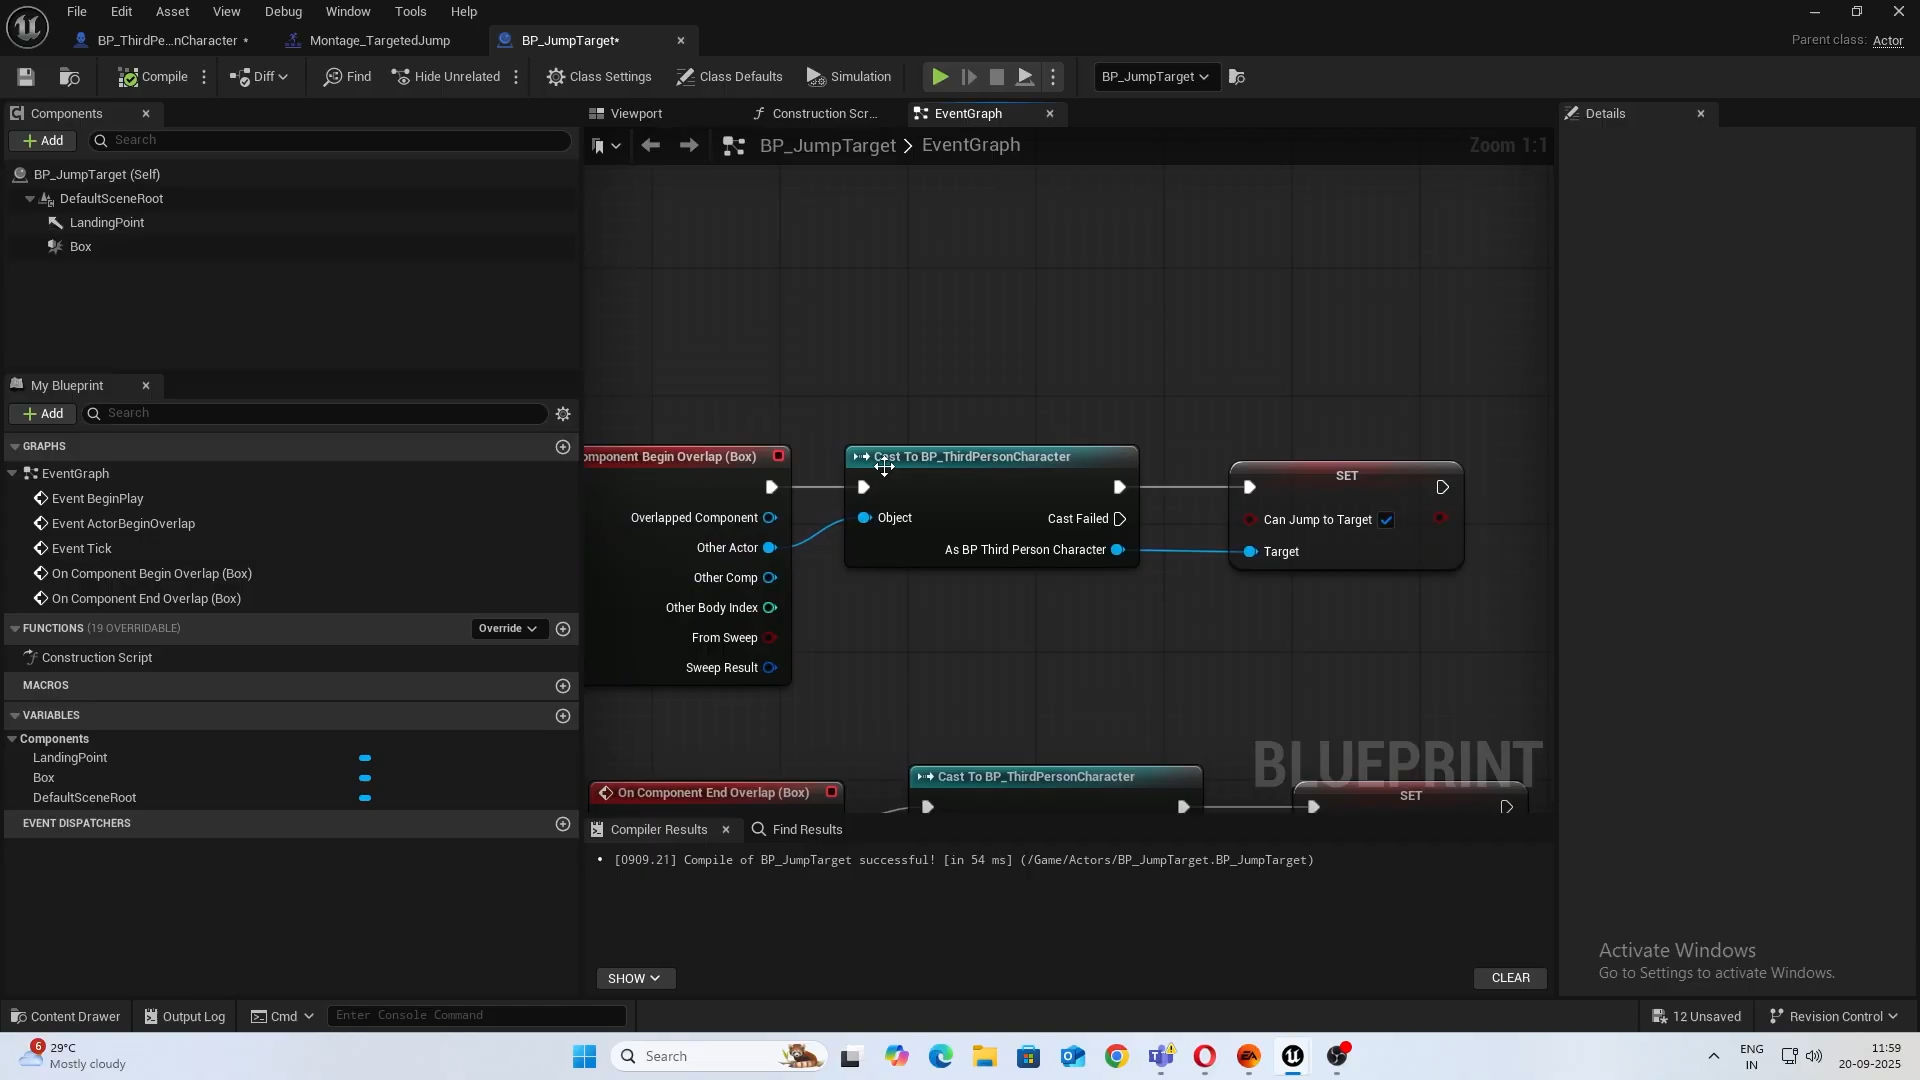 File Edit Asset View Debug Window Tools Help
BP_ThirdPe...nCharacter * Montage_TargetedJump BP_JumpTarget*
Parent class: Actor
Compile Diff Find Hide Unrelated Class Settings Class Defaults Simulation BP_JumpTarget
Components
Add Search
BP_JumpTarget (Self)
DefaultSceneRoot
LandingPoint
Box
My Blueprint
Add Search
GRAPHS
EventGraph
Event BeginPlay
Event ActorBeginOverlap
Event Tick
On Component Begin Overlap (Box)
On Component End Overlap (Box)
FUNCTIONS (19 OVERRIDABLE) Override
Construction Script
MACROS
VARIABLES
Components
LandingPoint
Box
DefaultSceneRoot
EVENT DISPATCHERS
Viewport Construction Scr... EventGraph
BP_JumpTarget > EventGraph Zoom 1:1
omponent Begin Overlap (Box)
Overlapped Component
Other Actor
Other Comp
Other Body Index
From Sweep
Sweep Result
Cast To BP_ThirdPersonCharacter
Object Cast Failed
As BP Third Person Character
SET
Can Jump to Target
Target
On Component End Overlap (Box)
Cast To BP_ThirdPersonCharacter
SET
BLUEPRINT
Compiler Results Find Results
[0909.21] Compile of BP_JumpTarget successful! [in 54 ms] (/Game/Actors/BP_JumpTarget.BP_JumpTarget)
SHOW CLEAR
Details
Activate Windows
Go to Settings to activate Windows.
Content Drawer Output Log Cmd Enter Console Command 12 Unsaved Revision Control
6 29°C
Mostly cloudy
Search
ENG
IN
11:59
20-09-2025